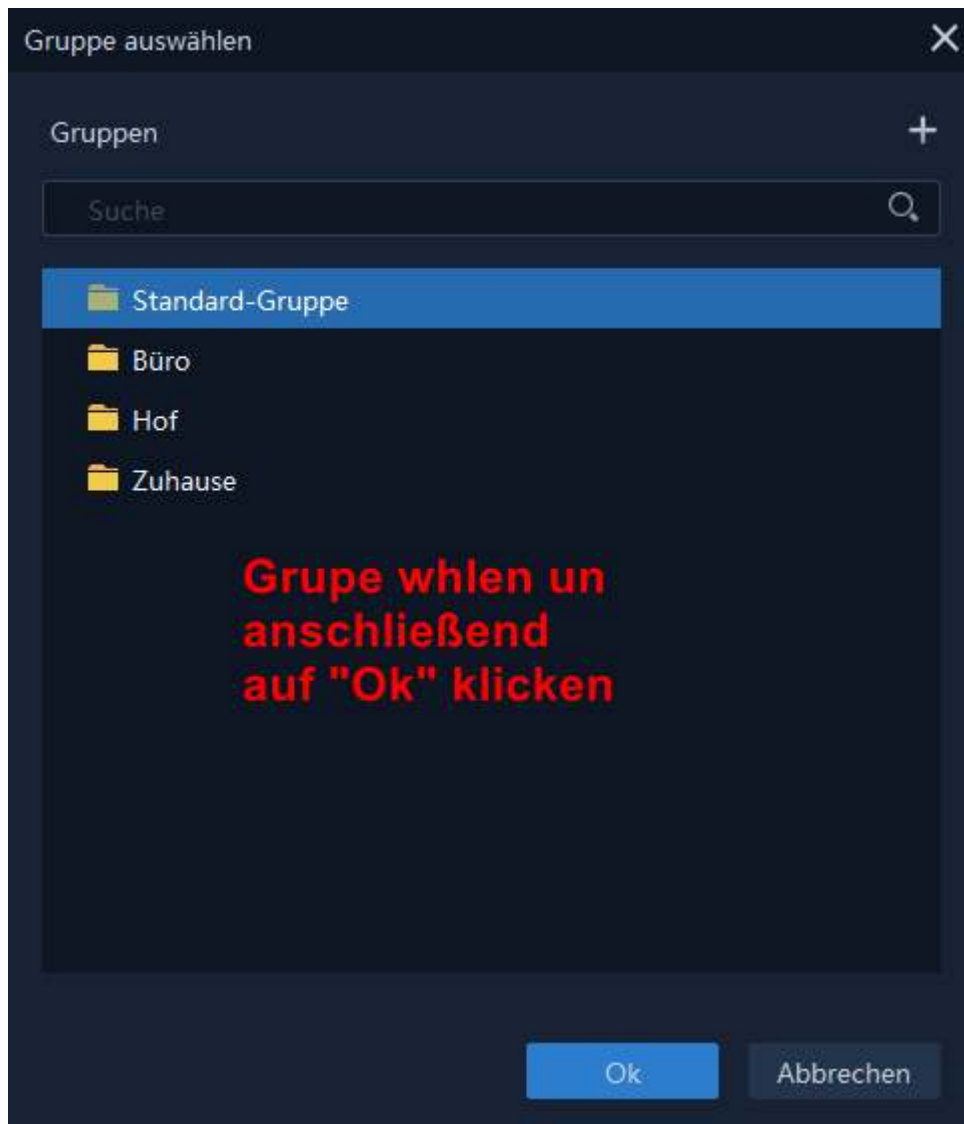 Gruppe auswählen
Gruppen
Suche
Standard-Gruppe
Büro
Hof
Zuhause
Grupe whlen un
anschließend
auf "Ok" klicken
Ok Abbrechen